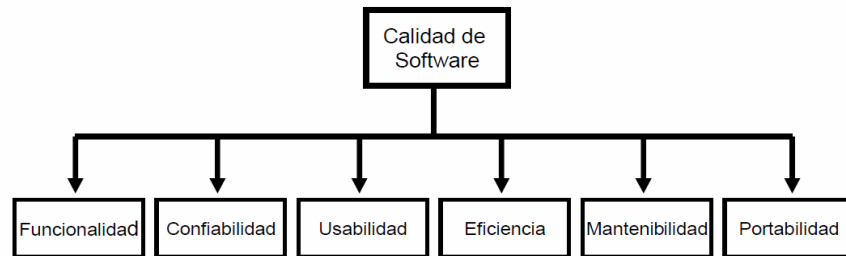 Calidad de
Software
Funcionalidad
Confiabilidad
Usabilidad
Eficiencia
Mantenibilidad
Portabilidad